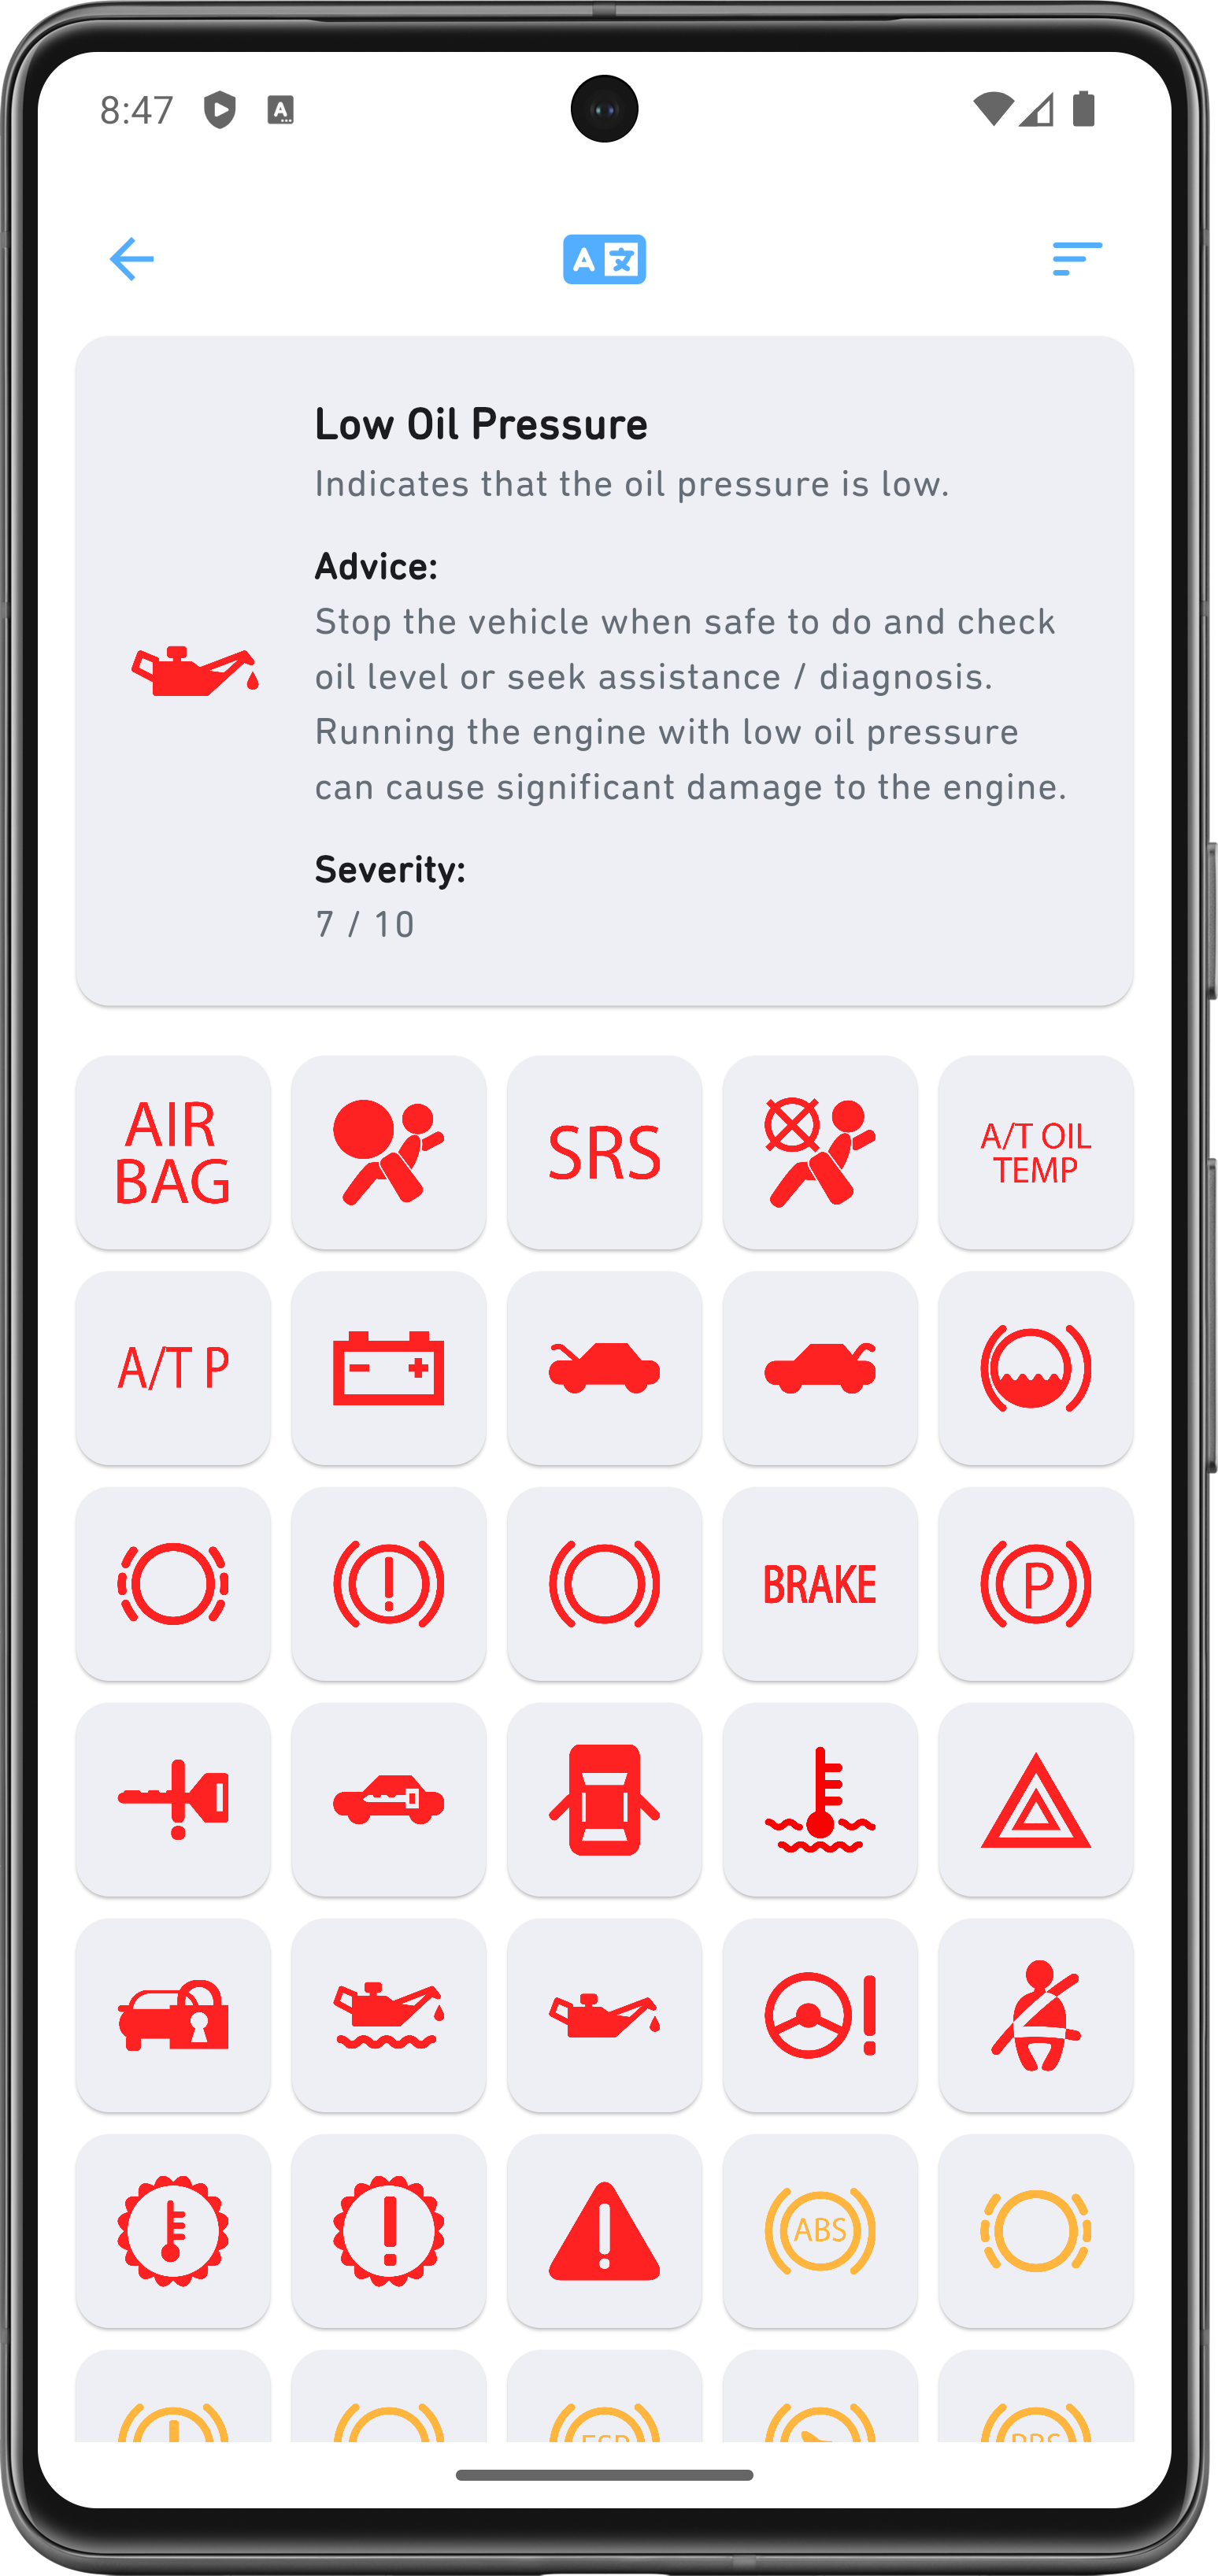 8:47
A
A 文
Low Oil Pressure
Indicates that the oil pressure is low.
Advice:
Stop the vehicle when safe to do and check
oil level or seek assistance / diagnosis.
Running the engine with low oil pressure
can cause significant damage to the engine.
Severity:
7 / 10
AIR
BAG
SRS
A/T OIL
TEMP
A/T P
- +
!
BRAKE
P
!
!
!
ABS